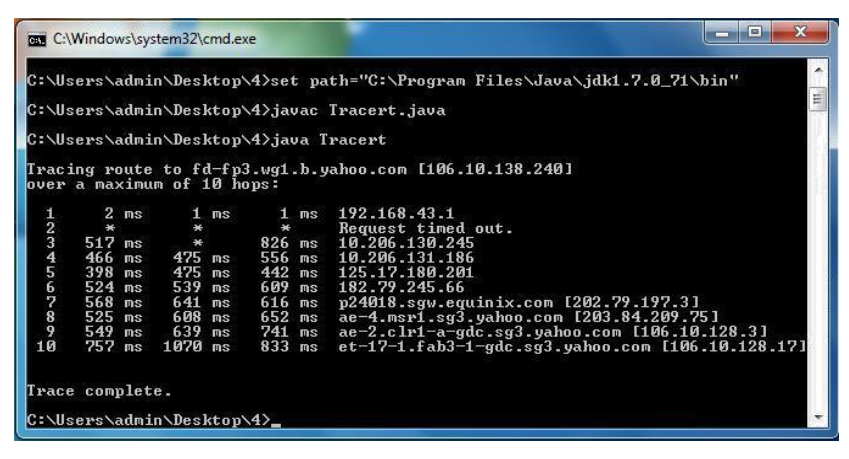 C:\Windows\system32\cmd.exe
C:\Users\admin\Desktop\4>set path="C:\Program Files\Java\jdk1.7.0_71\bin"
C:\Users\admin\Desktop\4>javac Tracert.java
C:\Users\admin\Desktop\4>java Tracert
Tracing route to fd-fp3.wg1.b.yahoo.com [106.10.138.240]
over a maximum of 10 hops:
1 2 ms 1 ms 1 ms 192.168.43.1
2 * * * Request timed out.
3 517 ms * 826 ms 10.206.130.245
4 466 ms 475 ms 556 ms 10.206.131.186
5 398 ms 475 ms 442 ms 125.17.180.201
6 524 ms 539 ms 609 ms 182.79.245.66
7 568 ms 641 ms 616 ms p24018.sgw.equinix.com [202.79.197.3]
8 525 ms 608 ms 652 ms ae-4.msr1.sg3.yahoo.com [203.84.209.75]
9 549 ms 639 ms 741 ms ae-2.clr1-a-gdc.sg3.yahoo.com [106.10.128.3]
10 757 ms 1070 ms 833 ms et-17-1.fab3-1-gdc.sg3.yahoo.com [106.10.128.17]
Trace complete.
C:\Users\admin\Desktop\4>_